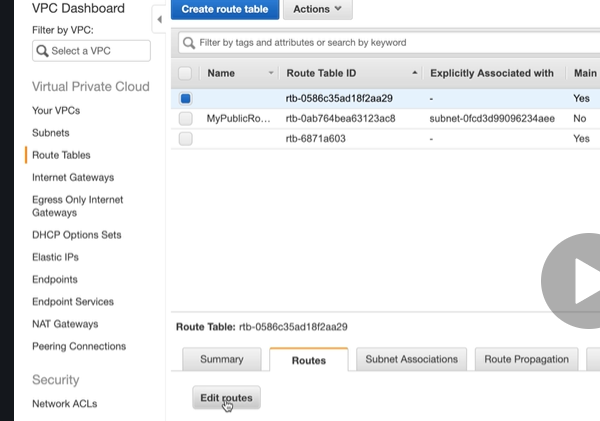 VPC Dashboard
Create route table
Actions
Filter by VPC:
Select a VPC
Filter by tags and attributes or search by keyword
Name
Route Table ID
Explicitly Associated with
Main
rtb-0586c35ad18f2aa29
-
Yes
MyPublicRo...
rtb-0ab764bea63123ac8
subnet-0fcd3d99096234aee
No
rtb-6871a603
-
Yes
Virtual Private Cloud
Your VPCs
Subnets
Route Tables
Internet Gateways
Egress Only Internet
Gateways
DHCP Options Sets
Elastic IPs
Endpoints
Endpoint Services
NAT Gateways
Peering Connections
Security
Network ACLs
Route Table: rtb-0586c35ad18f2aa29
Summary
Routes
Subnet Associations
Route Propagation
Edit routes